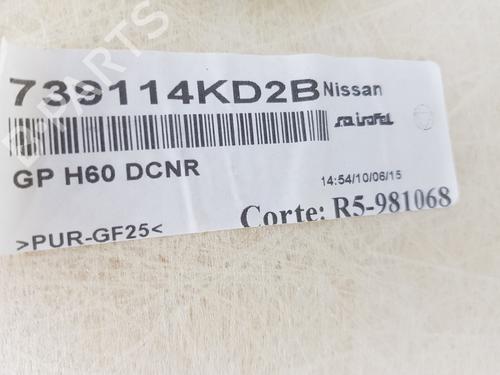 739114KD2B Nissan
GP H60 DCNR
14:54/10/06/15
Corte: R5-981068
>PUR-GF25<